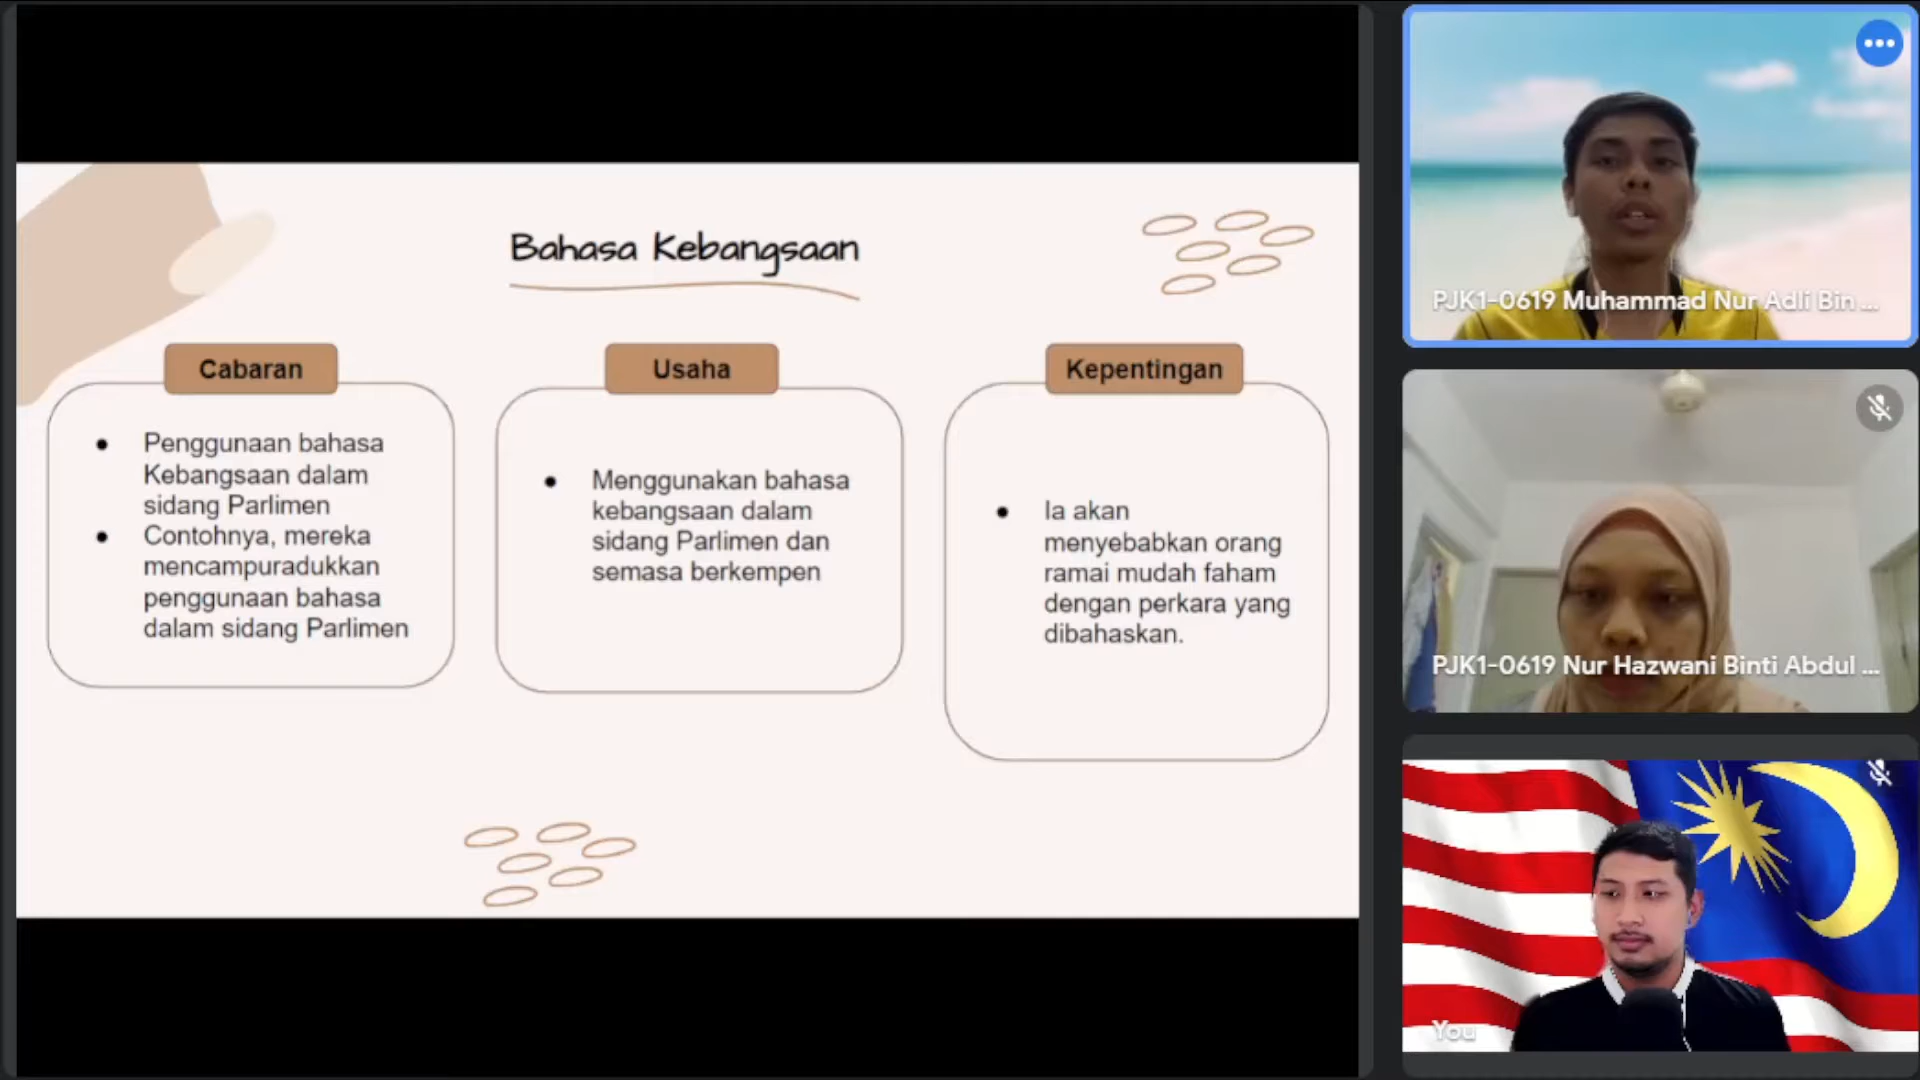 Bahasa Kebangsaan
Cabaran
Penggunaan bahasa
Kebangsaan dalam
sidang Parlimen
Contohnya, mereka
mencampuradukkan
penggunaan bahasa
dalam sidang Parlimen
Usaha
Menggunakan bahasa
kebangsaan dalam
sidang Parlimen dan
semasa berkempen
Kepentingan
Ia akan
menyebabkan orang
ramai mudah faham
dengan perkara yang
dibahaskan.
PJK1-0619 Muhammad Nur Adli Bin ...
PJK1-0619 Nur Hazwani Binti Abdul ...
You